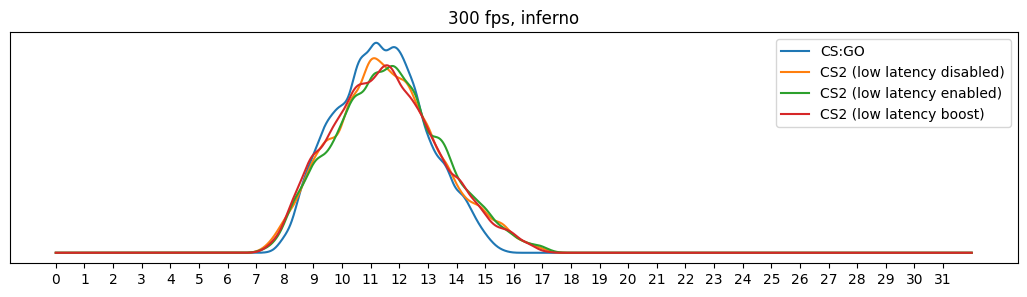 300 fps, inferno
CS:GO
CS2 (low latency disabled)
CS2 (low latency enabled)
CS2 (low latency boost)
0 1 2 3 4 5 6 7 8 9 10 11 12 13 14 15 16 17 18 19 20 21 22 23 24 25 26 27 28 29 30 31